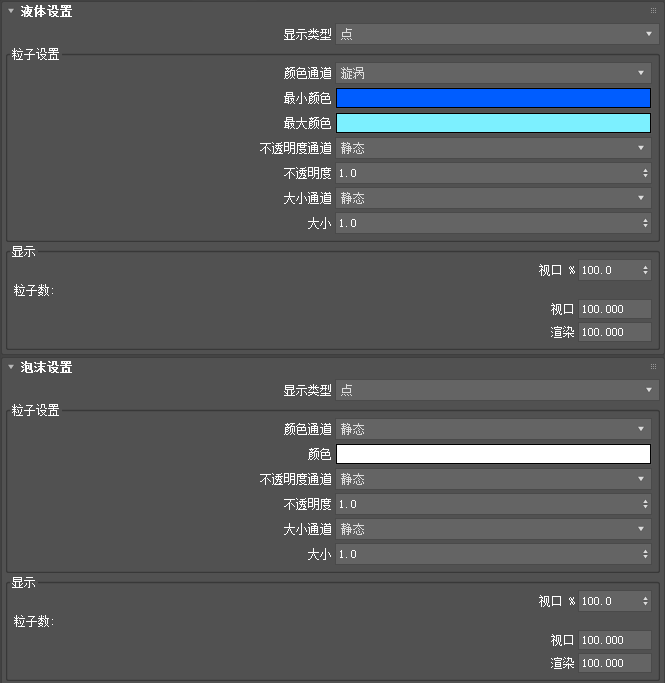 液体设置
显示类型 点
粒子设置
颜色通道 漩涡
最小颜色
最大颜色
不透明度通道 静态
不透明度 1.0
大小通道 静态
大小 1.0
显示
视口 % 100.0
粒子数:
视口 100.000
渲染 100.000
泡沫设置
显示类型 点
粒子设置
颜色通道 静态
颜色
不透明度通道 静态
不透明度 1.0
大小通道 静态
大小 1.0
显示
视口 % 100.0
粒子数:
视口 100.000
渲染 100.000